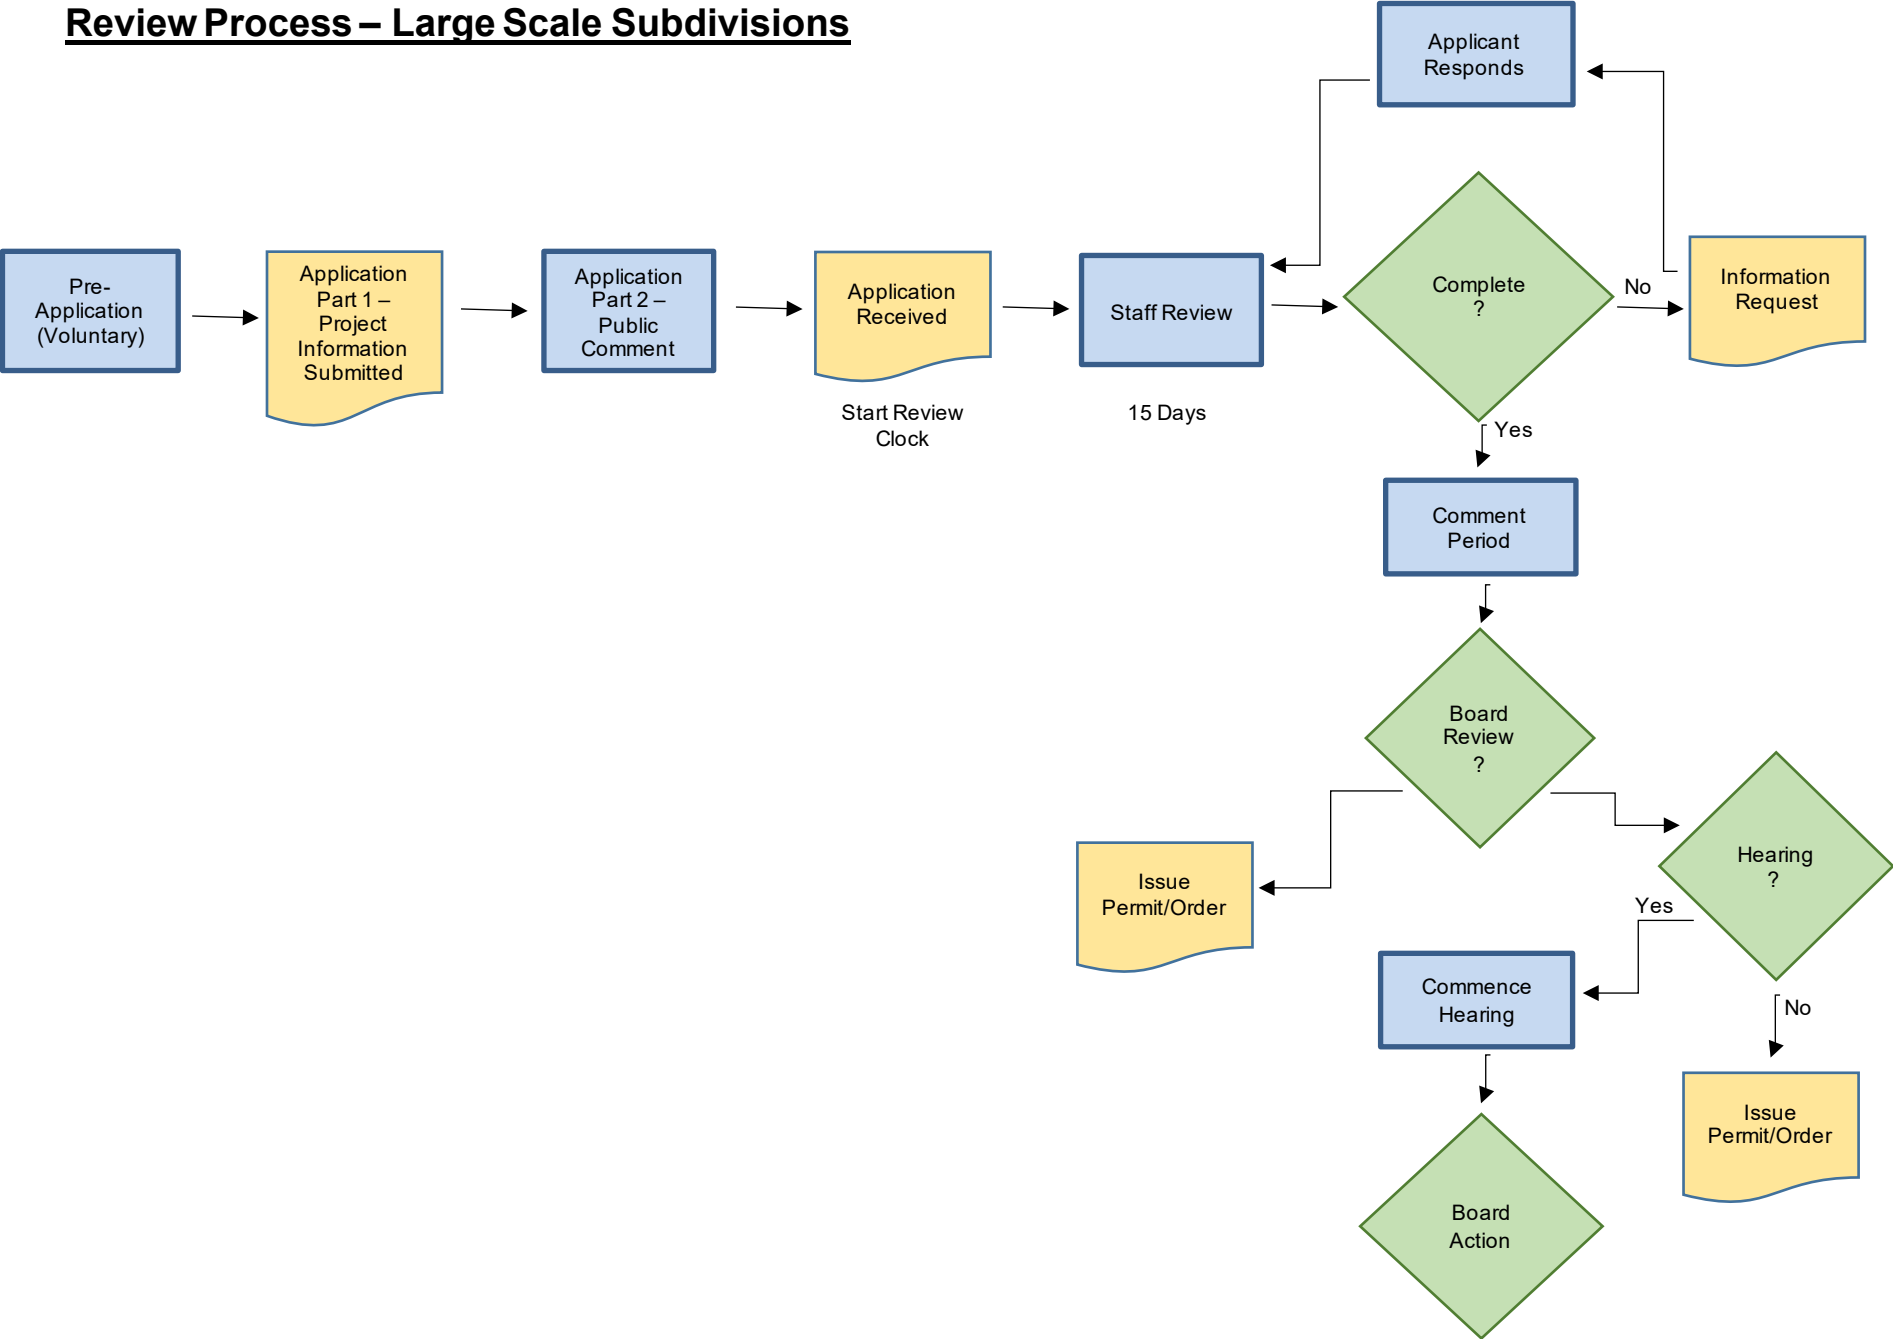 Review Process – Large Scale Subdivisions
Applicant
Responds
Pre-
Application
(Voluntary)
Application
Part 1 –
Project
Information
Submitted
Application
Part 2 –
Public
Comment
Application
Received
Start Review
Clock
Staff Review
15 Days
Complete
?
No
Information
Request
Yes
Comment
Period
Board
Review
?
Issue
Permit/Order
Hearing
?
Yes
Commence
Hearing
No
Issue
Permit/Order
Board
Action